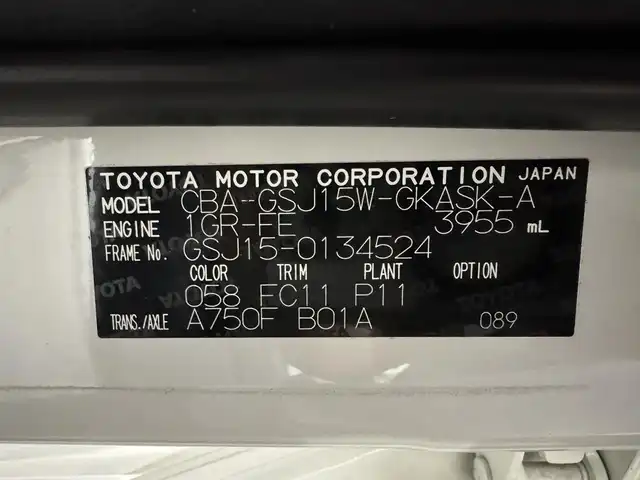 TOYOTA MOTOR CORPORATION JAPAN
MODEL CBA-GSJ15W-GKASK-A
ENGINE 1GR-FE 3955 mL
FRAME No. GSJ15-0134524
COLOR TRIM PLANT OPTION
058 FC11 P11
TRANS./AXLE A750F B01A 089